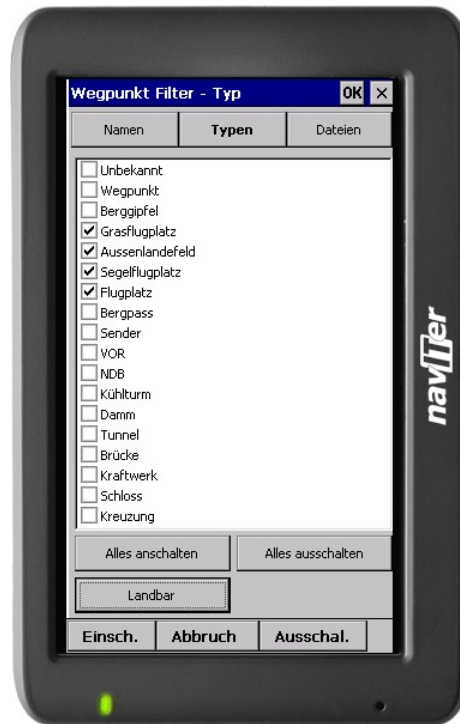 Wegpunkt Filter - Typ OK ×
Namen Typen Dateien
Unbekannt
Wegpunkt
Berggipfel
Grasflugplatz
Aussenlandefeld
Segelflugplatz
Flugplatz
Bergpass
Sender
VOR
NDB
Kühlturm
Damm
Tunnel
Brücke
Kraftwerk
Schloss
Kreuzung
Alles anschalten Alles ausschalten
Landbar
Einsch. Abbruch Ausschal.
naviter